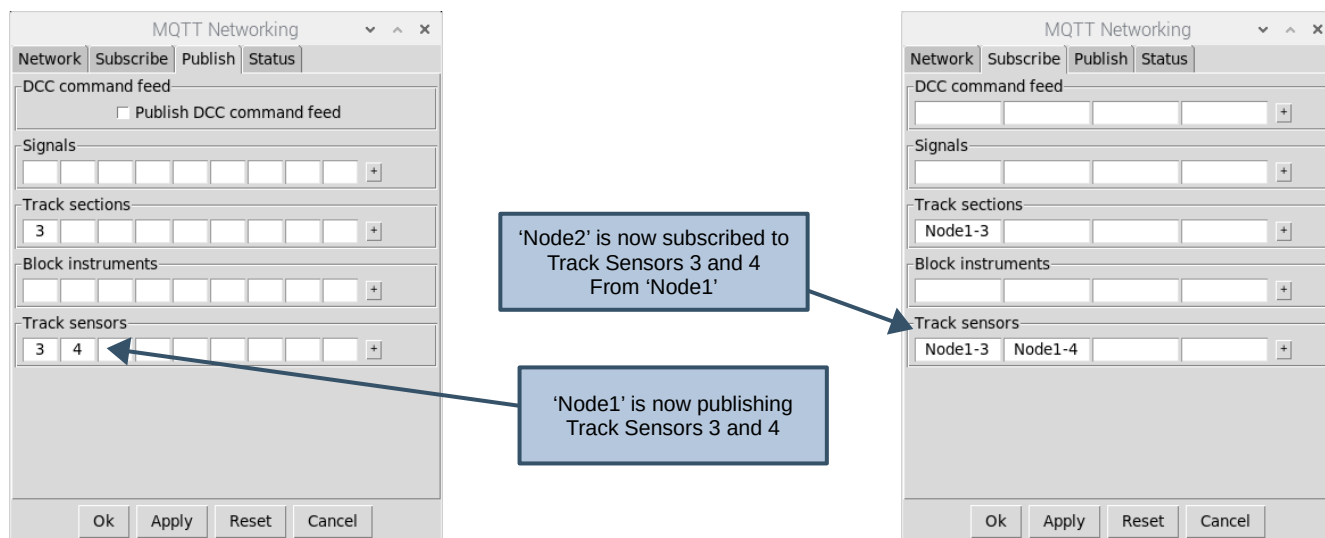 MQTT Networking
Network Subscribe Publish Status
DCC command feed
Publish DCC command feed
Signals
+
Track sections
3 +
Block instruments
+
Track sensors
3 4 +
Ok Apply Reset Cancel
‘Node2’ is now subscribed to
Track Sensors 3 and 4
From ‘Node1’
‘Node1’ is now publishing
Track Sensors 3 and 4
MQTT Networking
Network Subscribe Publish Status
DCC command feed
+
Signals
+
Track sections
Node1-3 +
Block instruments
+
Track sensors
Node1-3 Node1-4 +
Ok Apply Reset Cancel